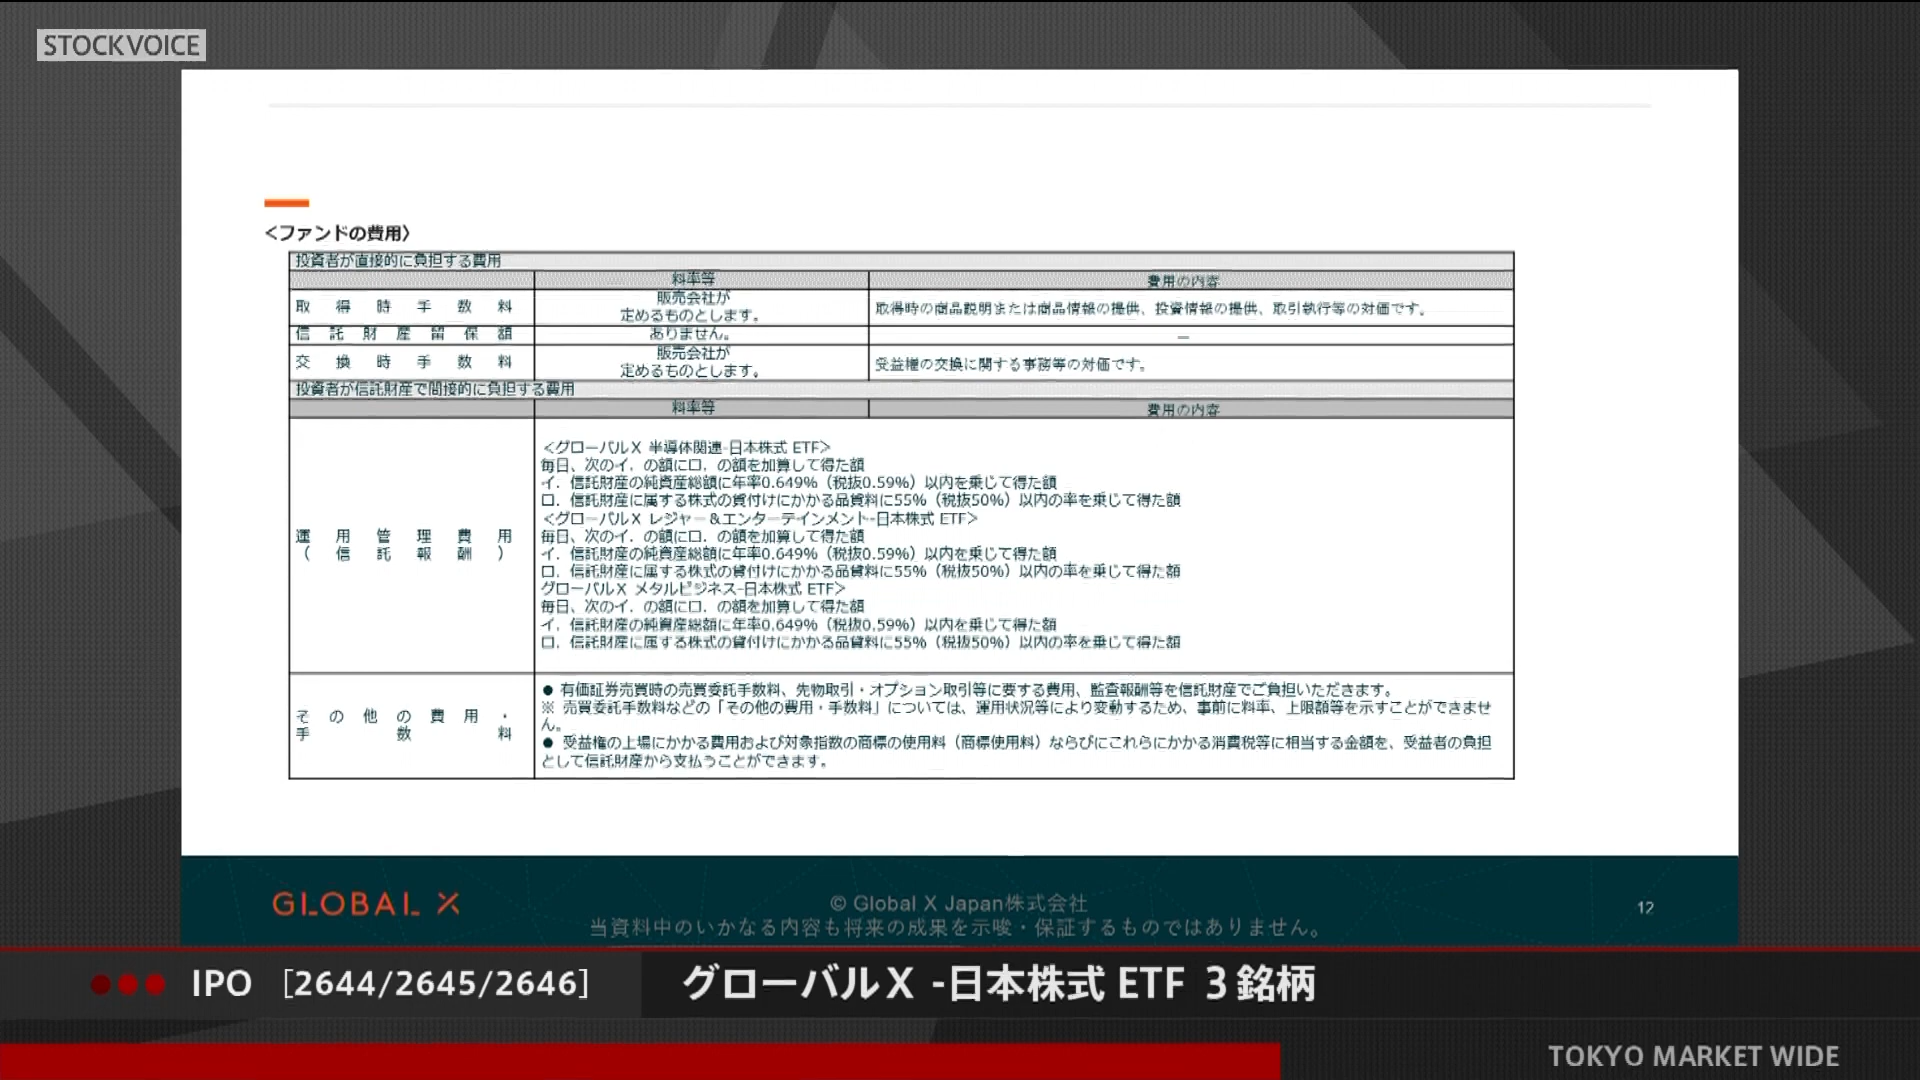 STOCKVOICE
＜ファンドの費用＞
投資者が直接的に負担する費用
料率等 費用の内容
取得時手数料 販売会社が
定めるものとします。 取得時の商品説明または商品情報の提供、投資情報の提供、取引執行等の対価です。
信託財産留保額 ありません。 ―
交換時手数料 販売会社が
定めるものとします。 受益権の交換に関する事務等の対価です。
投資者が信託財産で間接的に負担する費用
料率等 費用の内容
運用管理費用
（信託報酬）
＜グローバルＸ 半導体関連-日本株式 ETF＞
毎日、次のイ．の額にロ．の額を加算して得た額
イ．信託財産の純資産総額に年率0.649%（税抜0.59%）以内を乗じて得た額
ロ．信託財産に属する株式の貸付けにかかる品貸料に55%（税抜50%）以内の率を乗じて得た額
＜グローバルＸ レジャー＆エンターテインメント-日本株式 ETF＞
毎日、次のイ．の額にロ．の額を加算して得た額
イ．信託財産の純資産総額に年率0.649%（税抜0.59%）以内を乗じて得た額
ロ．信託財産に属する株式の貸付けにかかる品貸料に55%（税抜50%）以内の率を乗じて得た額
グローバルＸ メタルビジネス-日本株式 ETF＞
毎日、次のイ．の額にロ．の額を加算して得た額
イ．信託財産の純資産総額に年率0.649%（税抜0.59%）以内を乗じて得た額
ロ．信託財産に属する株式の貸付けにかかる品貸料に55%（税抜50%）以内の率を乗じて得た額
その他の費用・
手数料
● 有価証券売買時の売買委託手数料、先物取引・オプション取引等に要する費用、監査報酬等を信託財産でご負担いただきます。
※ 売買委託手数料などの「その他の費用・手数料」については、運用状況等により変動するため、事前に料率、上限額等を示すことができませ
ん。
● 受益権の上場にかかる費用および対象指数の商標の使用料（商標使用料）ならびにこれらにかかる消費税等に相当する金額を、受益者の負担
として信託財産から支払うことができます。
GLOBAL X
© Global X Japan株式会社
当資料中のいかなる内容も将来の成果を示唆・保証するものではありません。
12
IPO [2644/2645/2646] グローバルＸ -日本株式 ETF ３銘柄
TOKYO MARKET WIDE